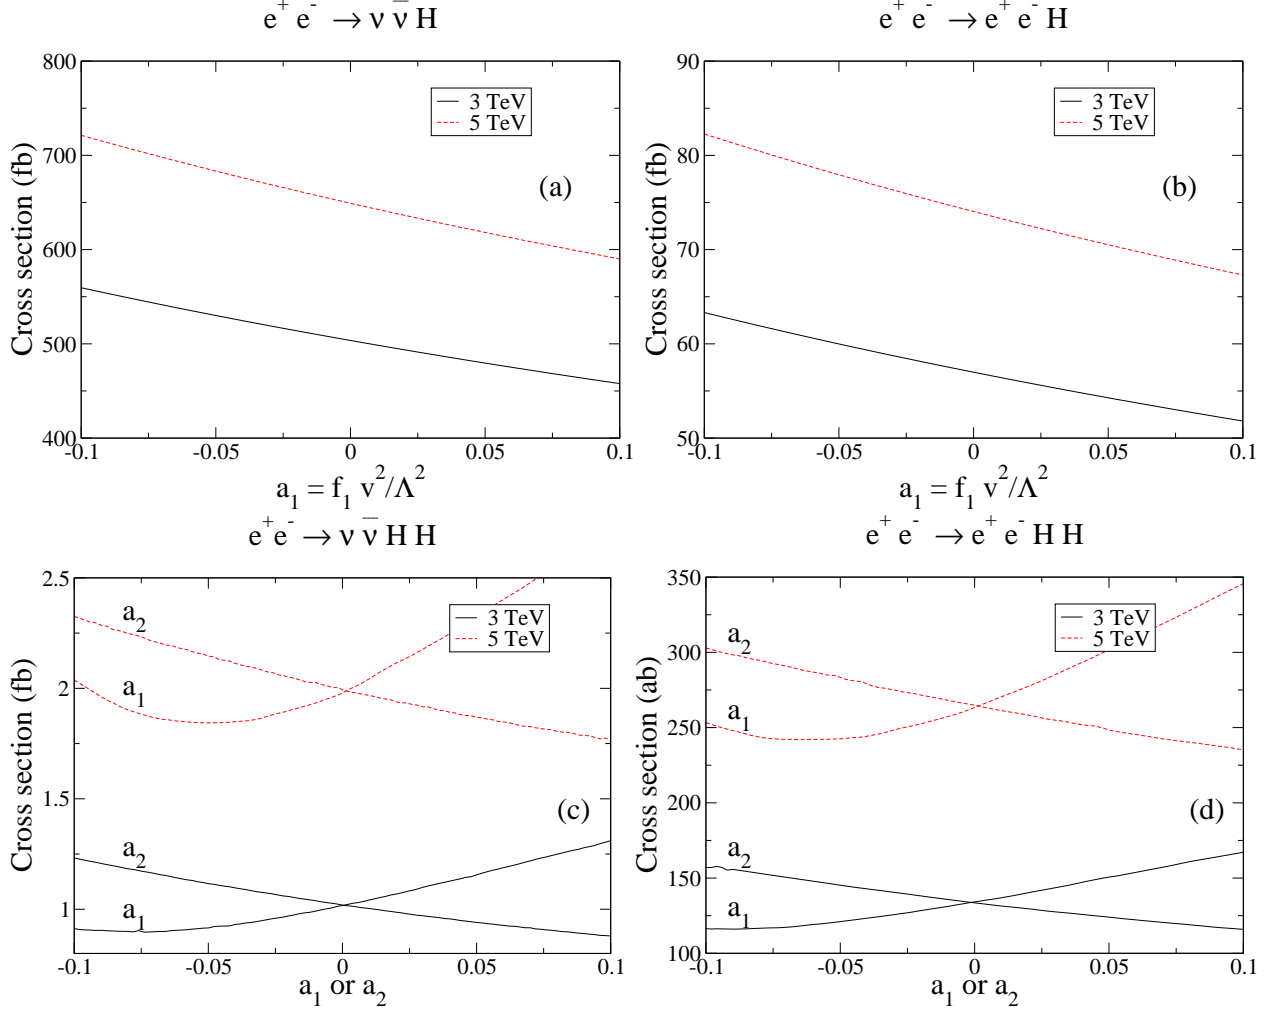 e⁺ e⁻ → ν ν̄ H
800
700
600
500
400
Cross section (fb)
3 TeV
5 TeV
(a)
-0.1 -0.05 0 0.05 0.1
a₁ = f₁ v²/Λ²
e⁺ e⁻ → e⁺ e⁻ H
90
80
70
60
50
Cross section (fb)
3 TeV
5 TeV
(b)
-0.1 -0.05 0 0.05 0.1
a₁ = f₁ v²/Λ²
e⁺ e⁻ → ν ν̄ H H
2.5
2
1.5
1
Cross section (fb)
3 TeV
5 TeV
a₂
a₁
(c)
a₂
a₁
-0.1 -0.05 0 0.05 0.1
a₁ or a₂
e⁺ e⁻ → e⁺ e⁻ H H
350
300
250
200
150
100
Cross section (ab)
3 TeV
5 TeV
a₂
a₁
(d)
a₂
a₁
-0.1 -0.05 0 0.05 0.1
a₁ or a₂